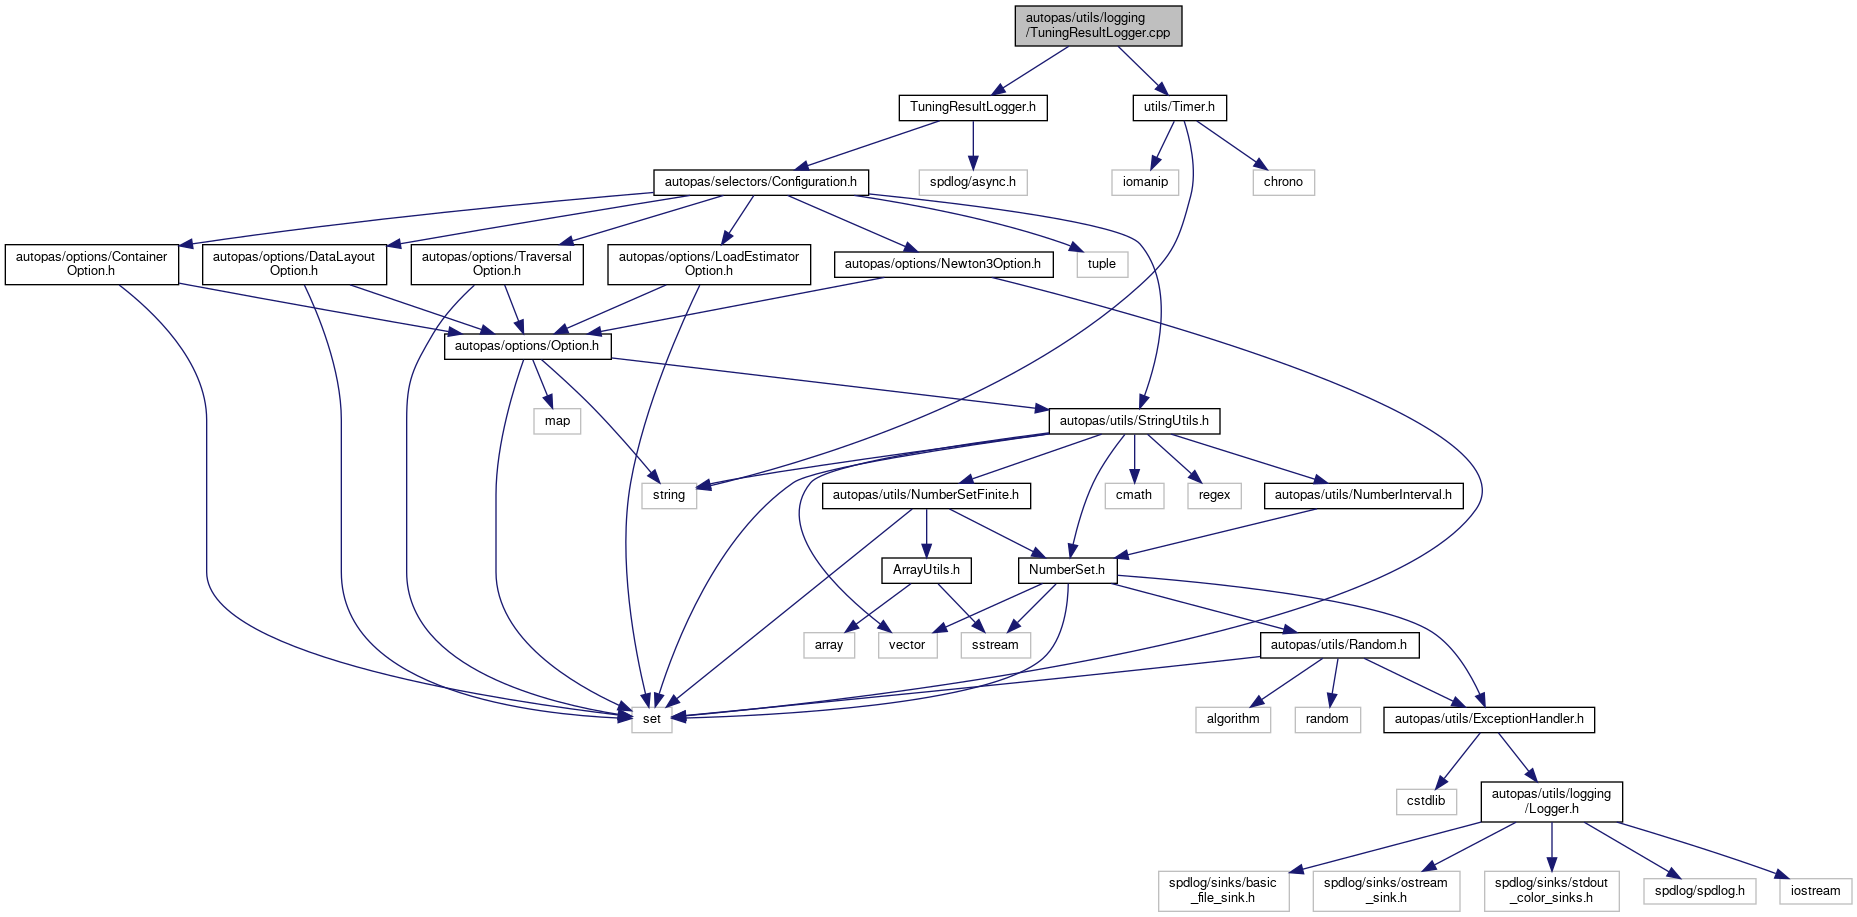 autopas/utils/logging
/TuningResultLogger.cpp
TuningResultLogger.h
utils/Timer.h
autopas/selectors/Configuration.h
spdlog/async.h
iomanip
chrono
autopas/options/Container
Option.h
autopas/options/DataLayout
Option.h
autopas/options/Traversal
Option.h
autopas/options/LoadEstimator
Option.h
autopas/options/Newton3Option.h
tuple
autopas/options/Option.h
map
autopas/utils/StringUtils.h
string
autopas/utils/NumberSetFinite.h
cmath
regex
autopas/utils/NumberInterval.h
ArrayUtils.h
NumberSet.h
array
vector
sstream
autopas/utils/Random.h
set
algorithm
random
autopas/utils/ExceptionHandler.h
cstdlib
autopas/utils/logging
/Logger.h
spdlog/sinks/basic
_file_sink.h
spdlog/sinks/ostream
_sink.h
spdlog/sinks/stdout
_color_sinks.h
spdlog/spdlog.h
iostream